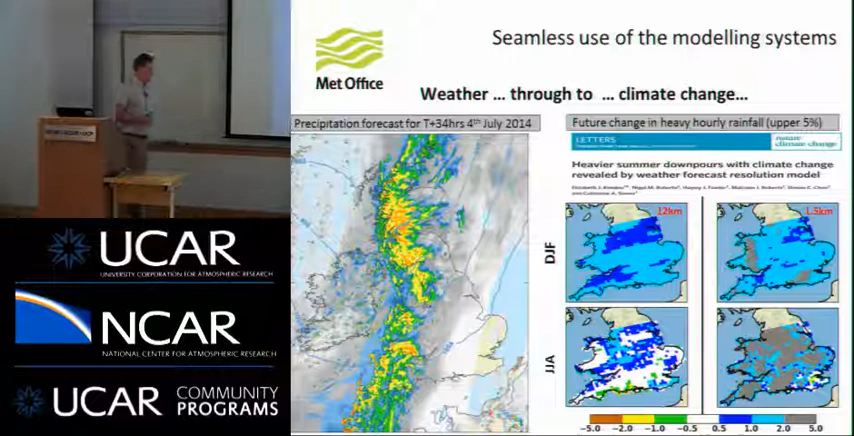 Met Office
Seamless use of the modelling systems
Weather ... through to ... climate change...
Precipitation forecast for T+34hrs 4th July 2014
Future change in heavy hourly rainfall (upper 5%)
LETTERS
nature
climate change
Heavier summer downpours with climate change
revealed by weather forecast resolution model
12km
1.5km
DJF
JJA
-5.0 -2.0 -1.0 -0.5 0.5 1.0 2.0 5.0
UCAR
UNIVERSITY CORPORATION FOR ATMOSPHERIC RESEARCH
NCAR
NATIONAL CENTER FOR ATMOSPHERIC RESEARCH
UCAR COMMUNITY
PROGRAMS